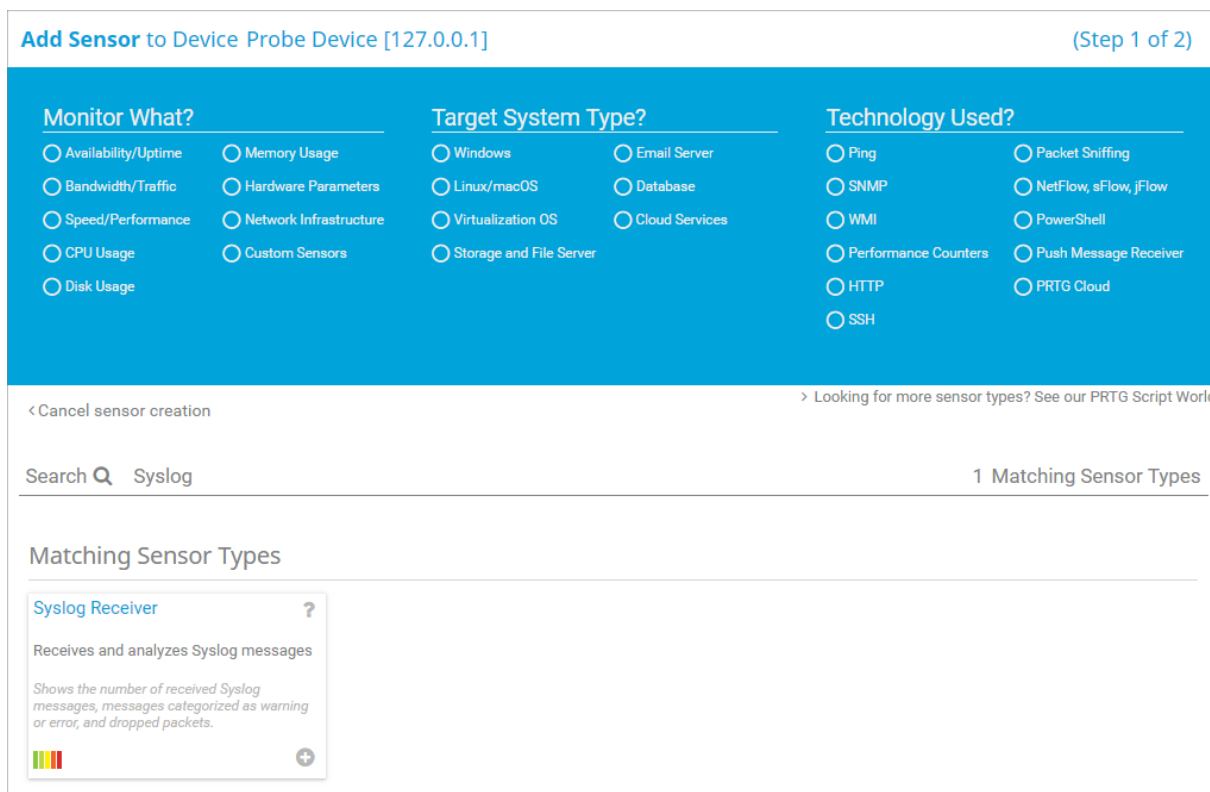 Add Sensor to Device Probe Device [127.0.0.1]
(Step 1 of 2)
Monitor What?
Availability/Uptime
Bandwidth/Traffic
Speed/Performance
CPU Usage
Disk Usage
Memory Usage
Hardware Parameters
Network Infrastructure
Custom Sensors
Target System Type?
Windows
Linux/macOS
Virtualization OS
Storage and File Server
Email Server
Database
Cloud Services
Technology Used?
Ping
SNMP
WMI
Performance Counters
HTTP
SSH
Packet Sniffing
NetFlow, sFlow, jFlow
PowerShell
Push Message Receiver
PRTG Cloud
< Cancel sensor creation
> Looking for more sensor types? See our PRTG Script World
Search Syslog
1 Matching Sensor Types
Matching Sensor Types
Syslog Receiver ?
Receives and analyzes Syslog messages
Shows the number of received Syslog
messages, messages categorized as warning
or error, and dropped packets.